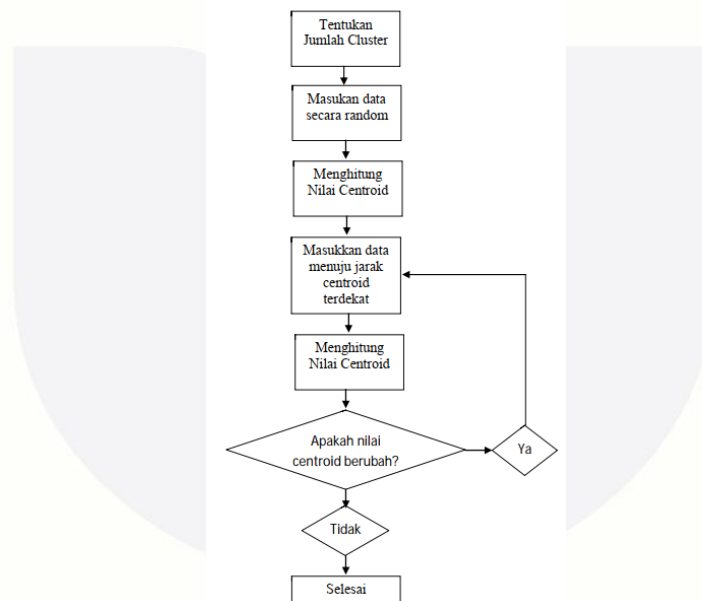 Tentukan
Jumlah Cluster
Masukan data
secara random
Menghitung
Nilai Centroid
Masukkan data
menuju jarak
centroid
terdekat
Menghitung
Nilai Centroid
Apakah nilai
centroid berubah?
Ya
Tidak
Selesai